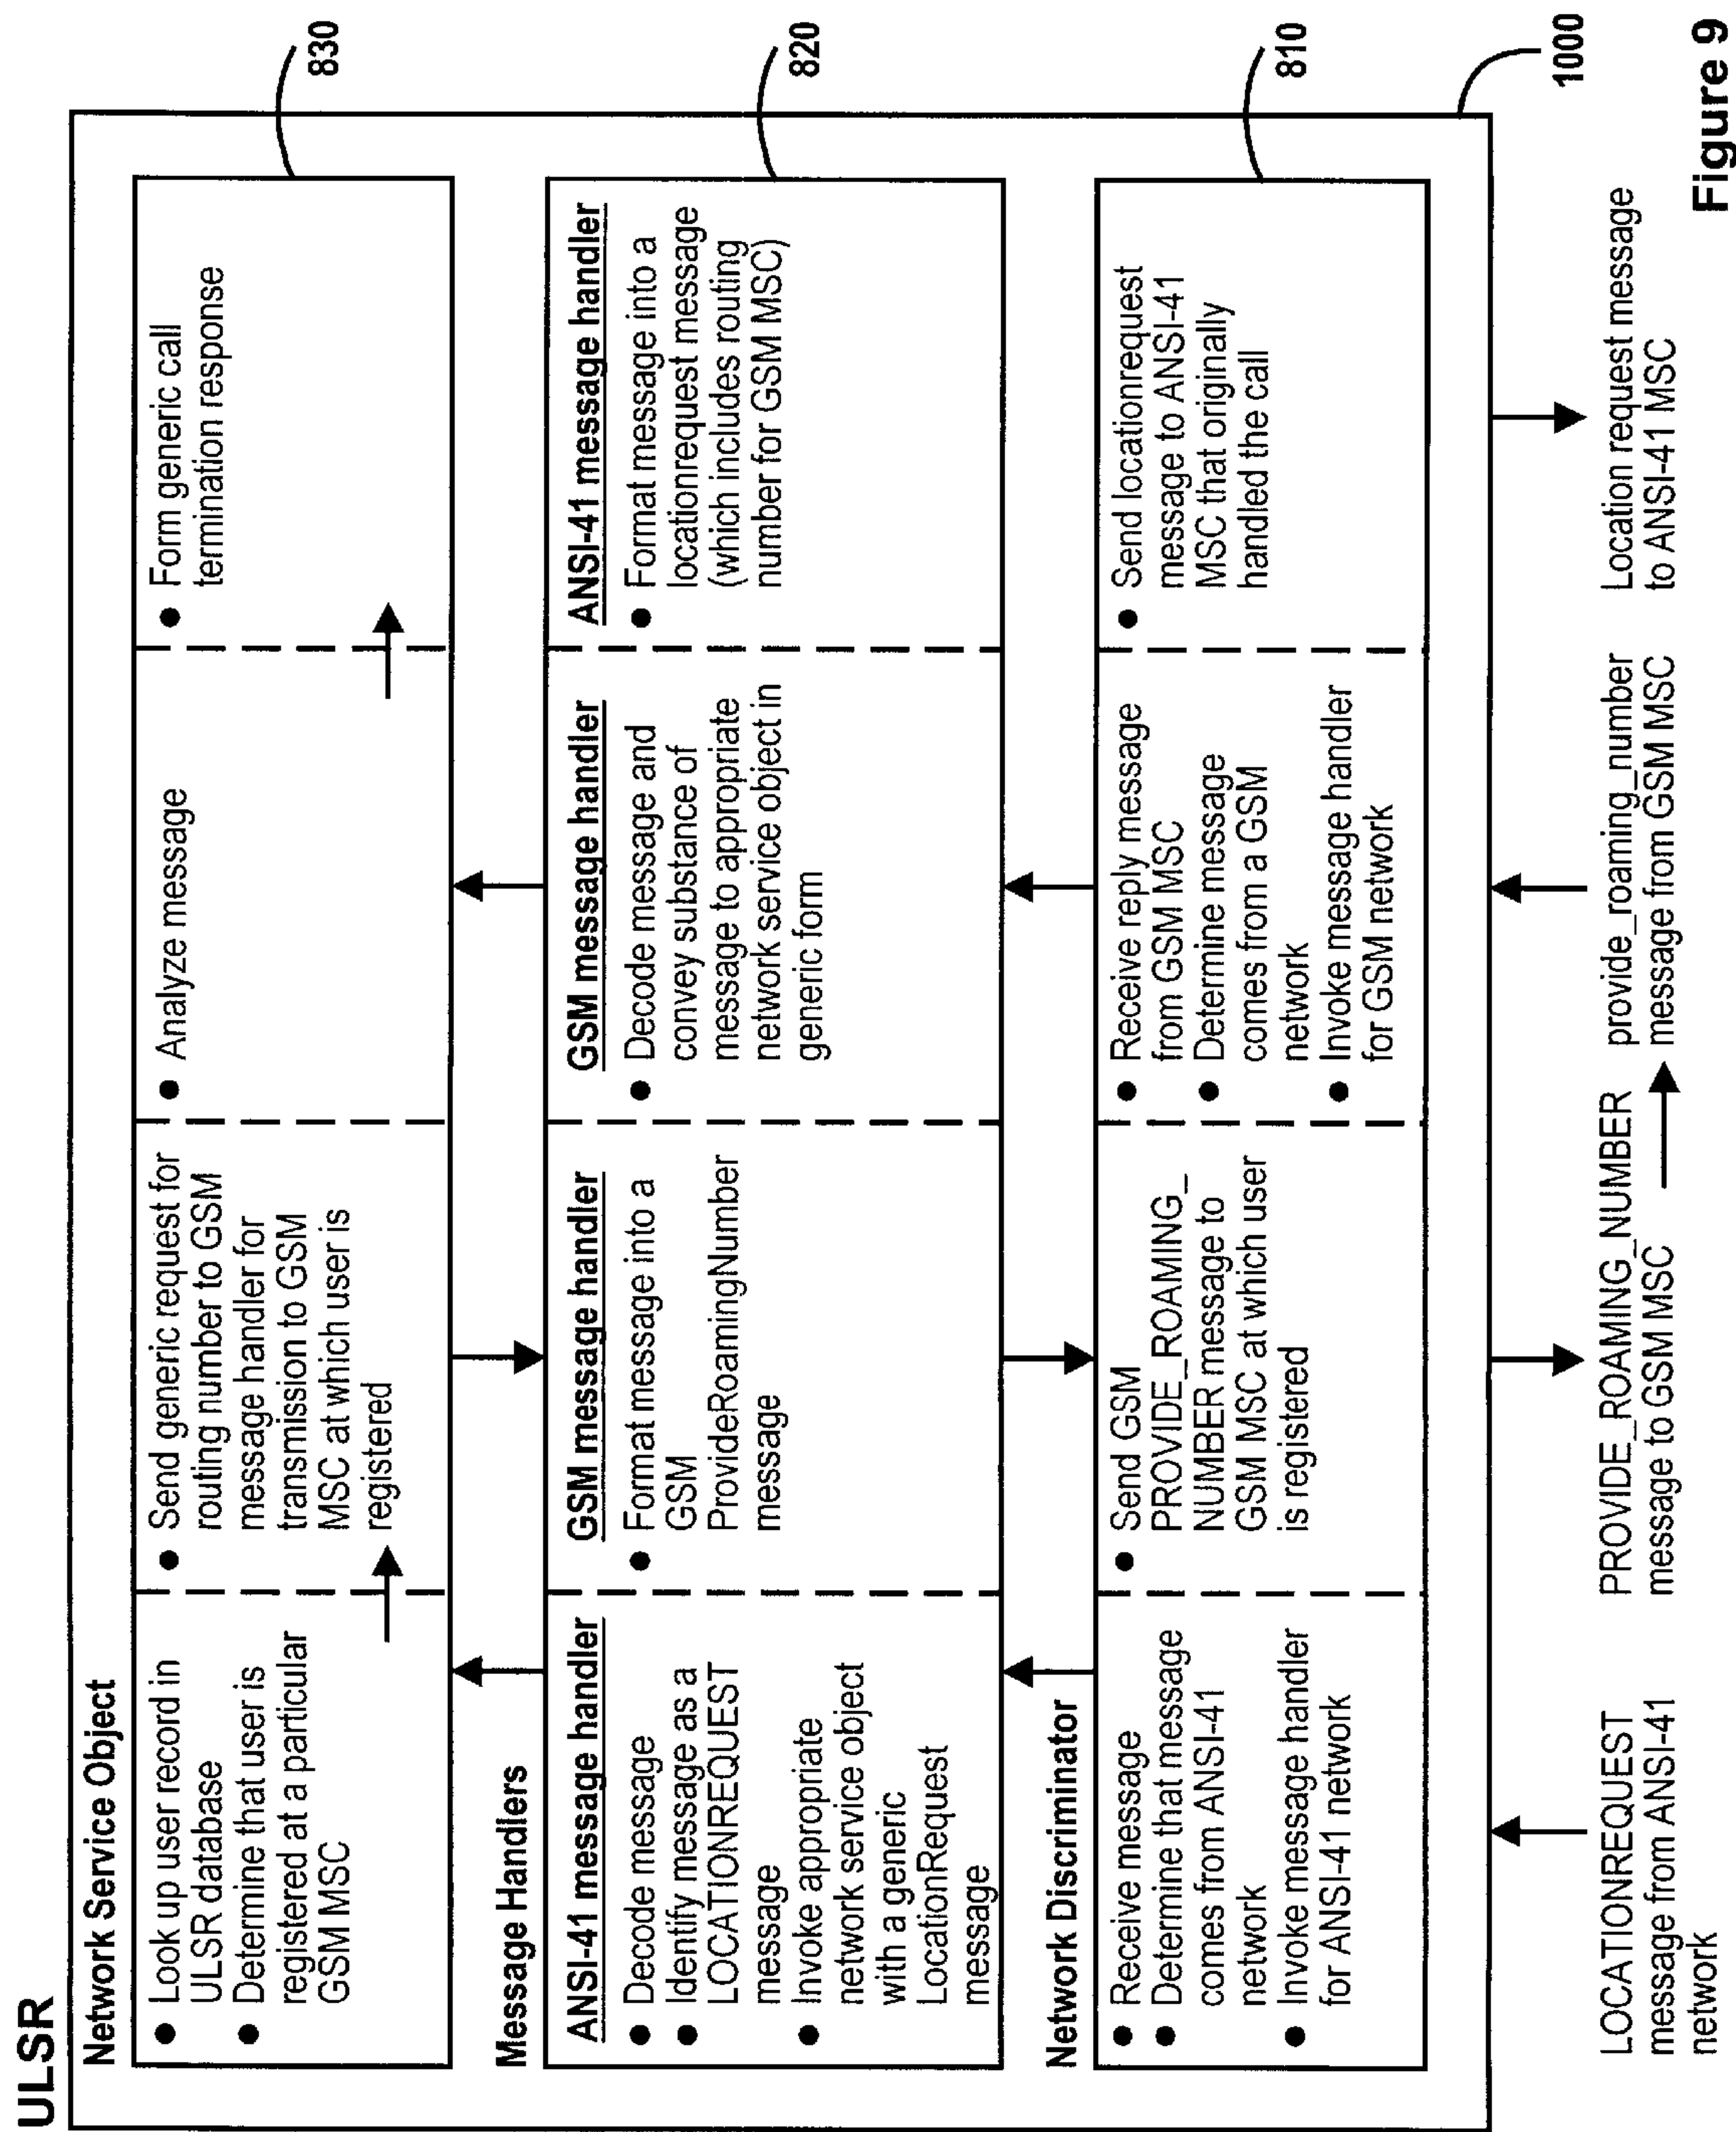 ULSR
Network Service Object
● Look up user record in
ULSR database
● Determine that user is
registered at a particular
GSM MSC
● Send generic request for
routing number to GSM
message handler for
transmission to GSM
MSC at which user is
registered
● Analyze message
● Form generic call
termination response
830
Message Handlers
ANSI-41 message handler
● Decode message
● Identify message as a
LOCATIONREQUEST
message
● Invoke appropriate
network service object
with a generic
LocationRequest
message
GSM message handler
● Format message into a
GSM
ProvideRoamingNumber
message
GSM message handler
● Decode message and
convey substance of
message to appropriate
network service object in
generic form
ANSI-41 message handler
● Format message into a
locationrequest message
(which includes routing
number for GSM MSC)
820
Network Discriminator
● Receive message
● Determine that message
comes from ANSI-41
network
● Invoke message handler
for ANSI-41 network
● Send GSM
PROVIDE_ROAMING_
NUMBER message to
GSM MSC at which user
is registered
● Receive reply message
from GSM MSC
● Determine message
comes from a GSM
network
● Invoke message handler
for GSM network
● Send locationrequest
message to ANSI-41
MSC that originally
handled the call
810
1000
LOCATIONREQUEST
message from ANSI-41
network
PROVIDE_ROAMING_NUMBER
message to GSM MSC
provide_roaming_number
message from GSM MSC
Location request message
to ANSI-41 MSC
Figure 9